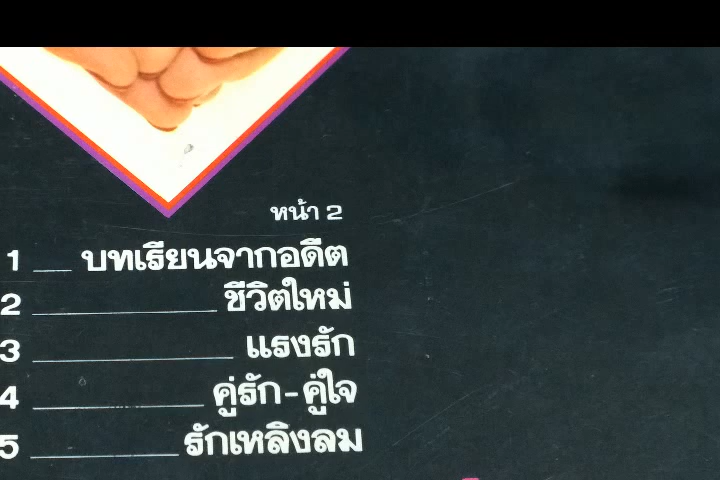 หน้า 2
1 บทเรียนจากอดีต
2 ชีวิตใหม่
3 แรงรัก
4 คู่รัก-คู่ใจ
5 รักเหลิงลม